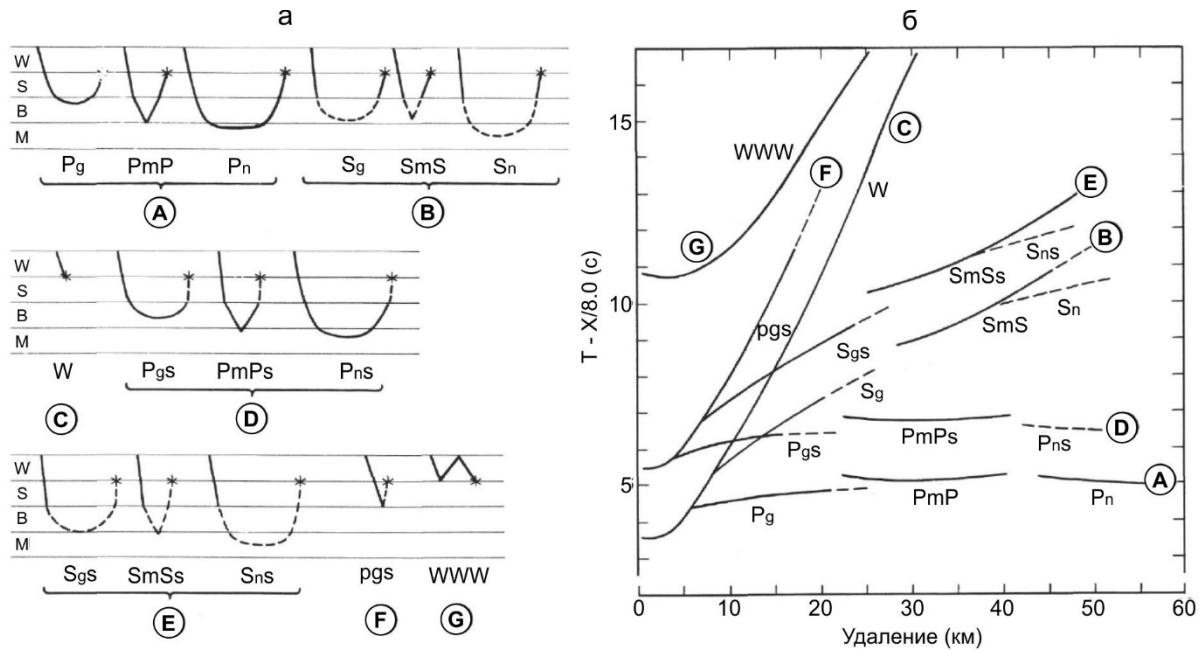 а
W
S
B
M
Pg PmP Pn Sg SmS Sn
A B
W
S
B
M
W Pgs PmPs Pns
C D
W
S
B
M
Sgs SmSs Sns pgs WWW
E F G
б
T - X/8.0 (с)
15
10
5
0 10 20 30 40 50 60
Удаление (км)
WWW
C
F
W
E
G
Sns
B
SmSs
pgs
Sn
SmS
Sgs
Sg
PmPs
D
Pgs
Pns
A
PmP
Pn
Pg